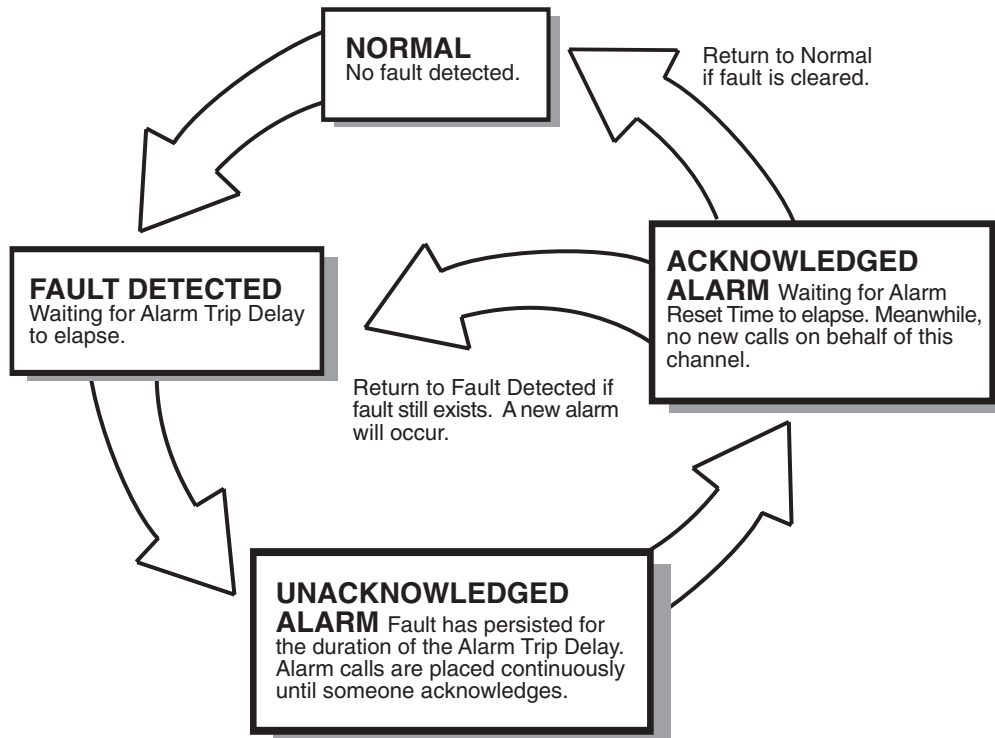 NORMAL
No fault detected.
Return to Normal
if fault is cleared.
FAULT DETECTED
Waiting for Alarm Trip Delay
to elapse.
ACKNOWLEDGED
ALARM Waiting for Alarm
Reset Time to elapse. Meanwhile,
no new calls on behalf of this
channel.
Return to Fault Detected if
fault still exists. A new alarm
will occur.
UNACKNOWLEDGED
ALARM Fault has persisted for
the duration of the Alarm Trip Delay.
Alarm calls are placed continuously
until someone acknowledges.